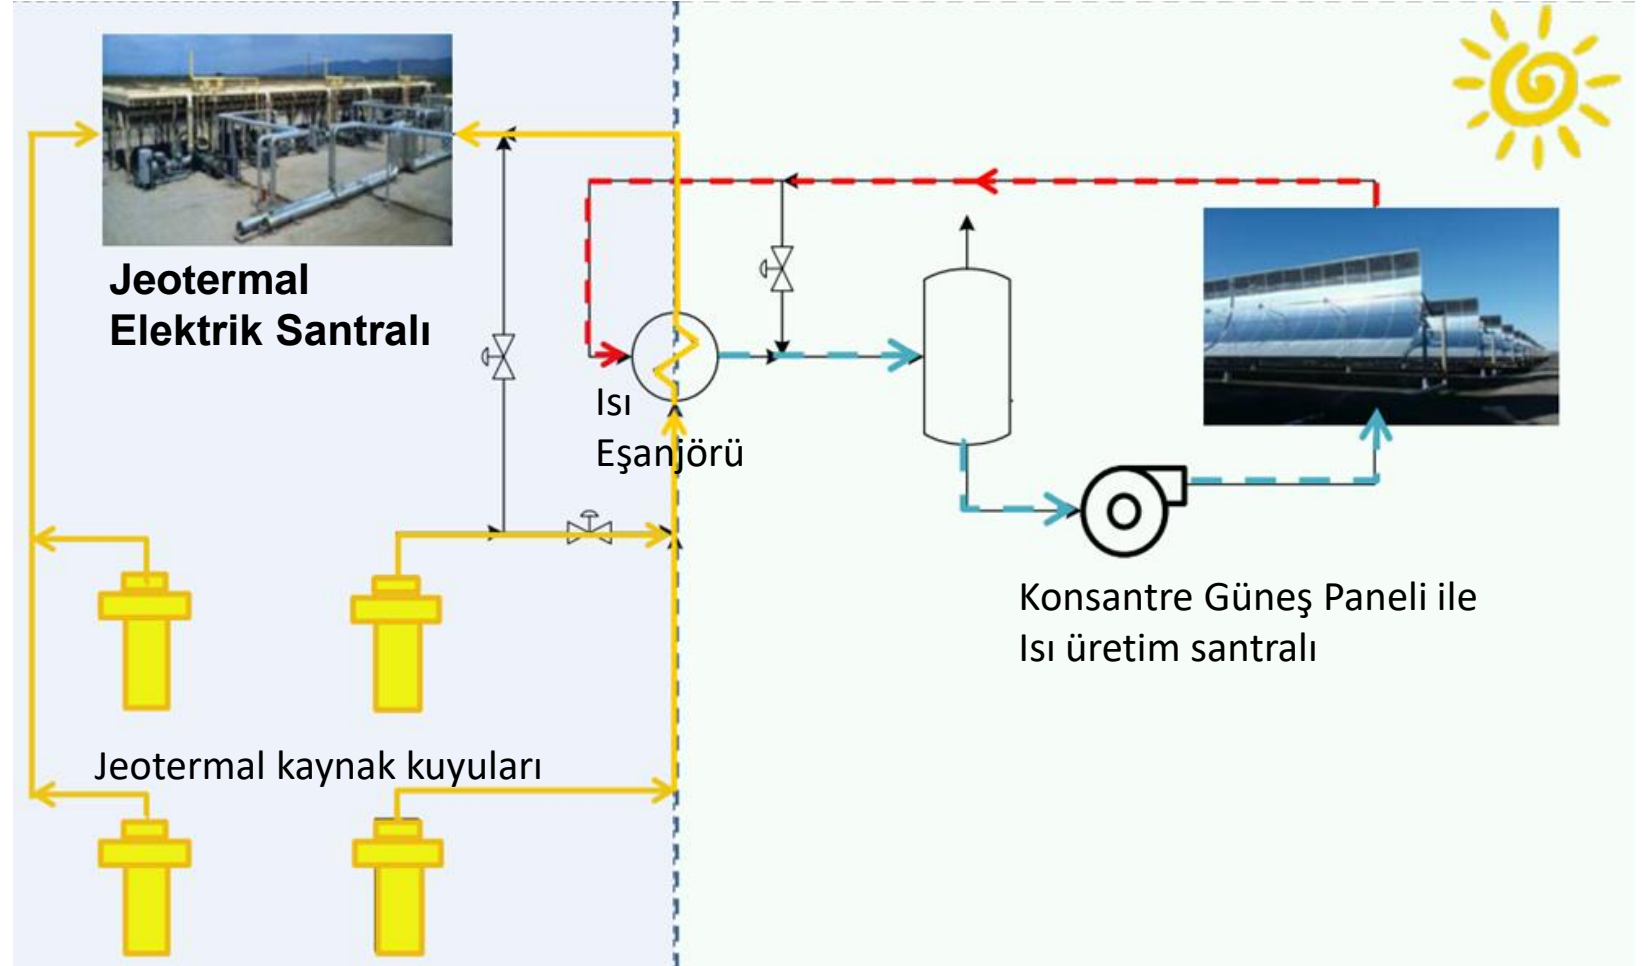 Jeotermal
Elektrik Santralı
Isı
Eşanjörü
Konsantre Güneş Paneli ile
Isı üretim santralı
Jeotermal kaynak kuyuları